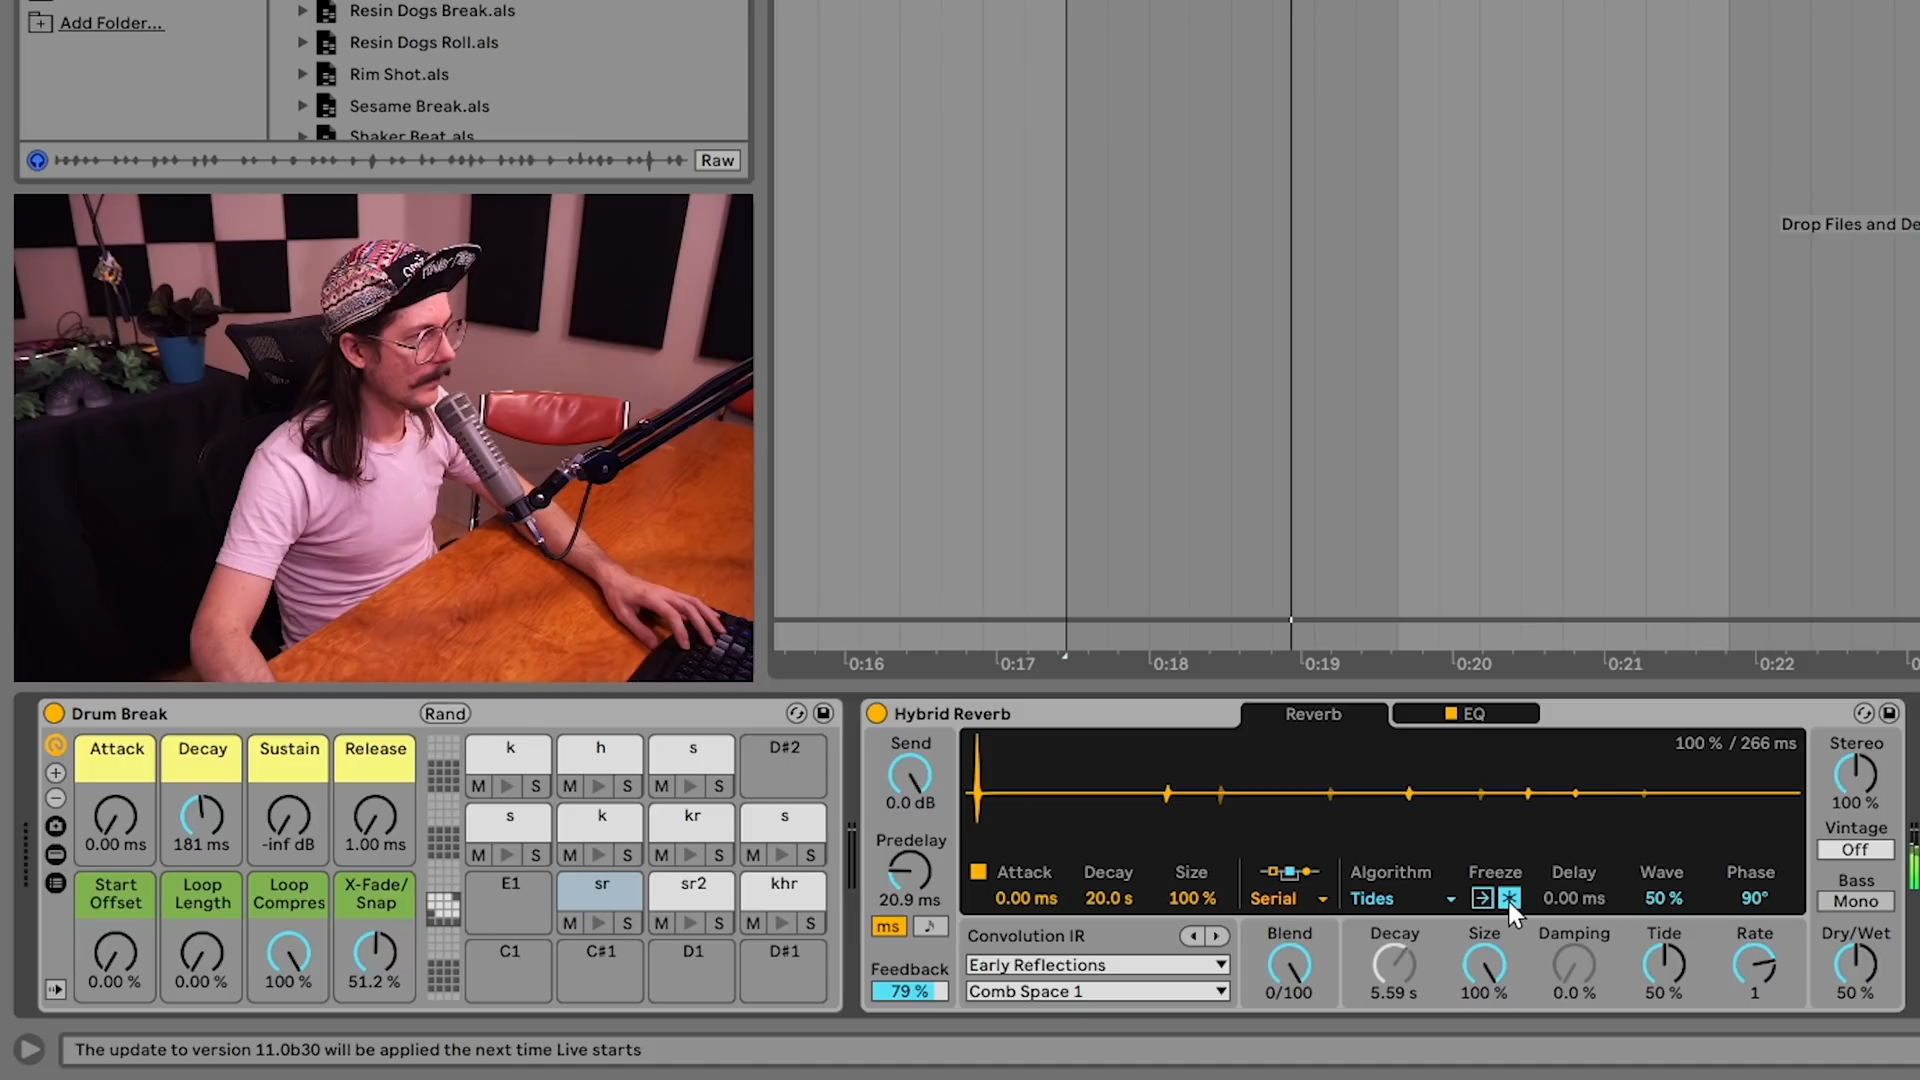 Add Folder...
Resin Dogs Break.als
Resin Dogs Roll.als
Rim Shot.als
Sesame Break.als
Shaker Beat.als
Raw
Drop Files and De
0:16
0:17
0:18
0:19
0:20
0:21
0:22
Drum Break
Rand
Attack
Decay
Sustain
Release
0.00 ms
181 ms
-inf dB
1.00 ms
Start Offset
Loop Length
Loop Compres
X-Fade/ Snap
0.00 %
0.00 %
100 %
51.2 %
k
h
s
D#2
M S
M S
M S
s
k
kr
s
M S
M S
M S
M S
E1
sr
sr2
khr
M S
M S
M S
C1
C#1
D1
D#1
Hybrid Reverb
Reverb
EQ
Send
0.0 dB
Predelay
20.9 ms
ms
Feedback
79 %
100 % / 266 ms
Attack
Decay
Size
0.00 ms
20.0 s
100 %
Serial
Algorithm
Tides
Freeze
Delay
0.00 ms
Wave
50 %
Phase
90°
Convolution IR
Early Reflections
Comb Space 1
Blend
0/100
Decay
5.59 s
Size
100 %
Damping
0.0 %
Tide
50 %
Rate
1
Stereo
100 %
Vintage
Off
Bass
Mono
Dry/Wet
50 %
The update to version 11.0b30 will be applied the next time Live starts